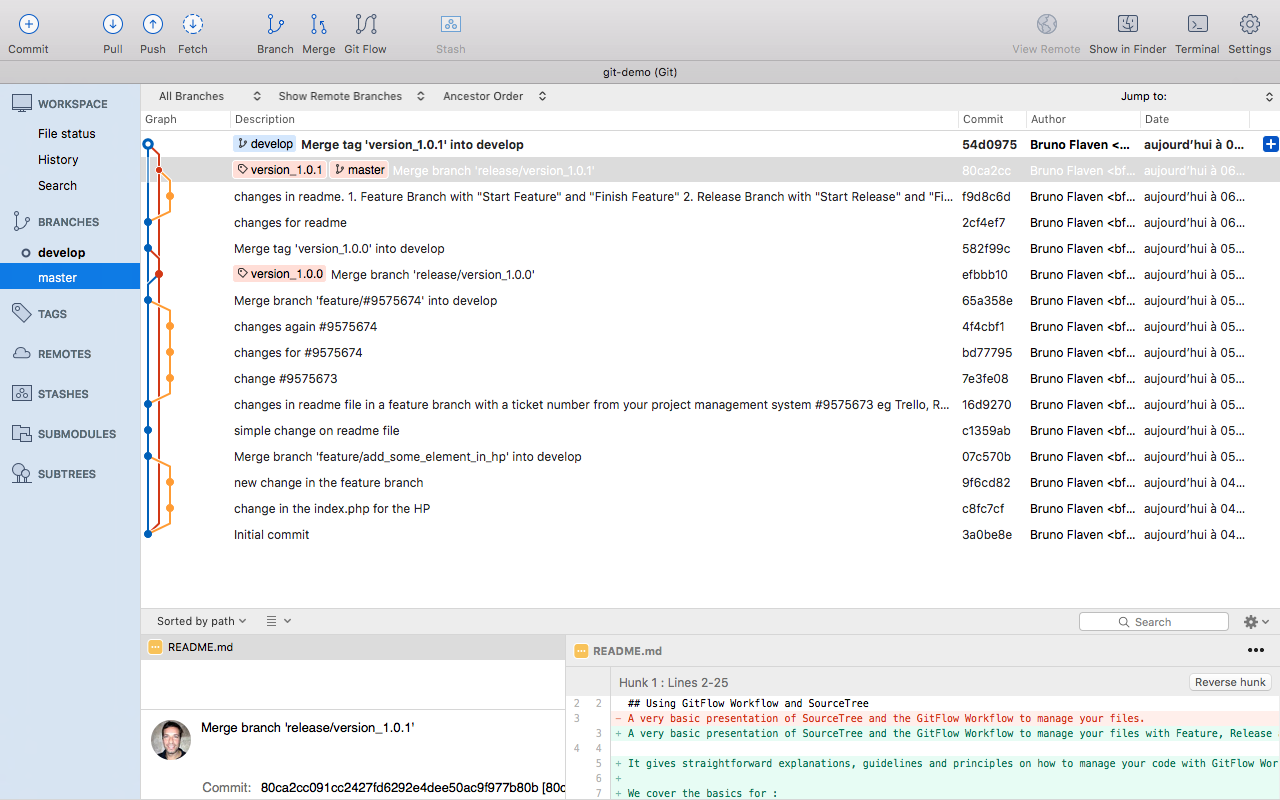 Commit Pull Push Fetch Branch Merge Git Flow Stash View Remote Show in Finder Terminal Settings
git-demo (Git)
WORKSPACE
File status
History
Search
BRANCHES
develop
master
TAGS
REMOTES
STASHES
SUBMODULES
SUBTREES
All Branches Show Remote Branches Ancestor Order Jump to:
Graph Description Commit Author Date
develop Merge tag 'version_1.0.1' into develop 54d0975 Bruno Flaven <... aujourd'hui à 0...
version_1.0.1 master Merge branch 'release/version_1.0.1' 80ca2cc Bruno Flaven <bf... aujourd'hui à 06...
changes in readme. 1. Feature Branch with "Start Feature" and "Finish Feature" 2. Release Branch with "Start Release" and "Fi... f9d8c6d Bruno Flaven <bf... aujourd'hui à 06...
changes for readme 2cf4ef7 Bruno Flaven <bf... aujourd'hui à 06...
Merge tag 'version_1.0.0' into develop 582f99c Bruno Flaven <bf... aujourd'hui à 05...
version_1.0.0 Merge branch 'release/version_1.0.0' efbbb10 Bruno Flaven <bf... aujourd'hui à 05...
Merge branch 'feature/#9575674' into develop 65a358e Bruno Flaven <bf... aujourd'hui à 05...
changes again #9575674 4f4cbf1 Bruno Flaven <bf... aujourd'hui à 05...
changes for #9575674 bd77795 Bruno Flaven <bf... aujourd'hui à 05...
change #9575673 7e3fe08 Bruno Flaven <bf... aujourd'hui à 05...
changes in readme file in a feature branch with a ticket number from your project management system #9575673 eg Trello, R... 16d9270 Bruno Flaven <bf... aujourd'hui à 05...
simple change on readme file c1359ab Bruno Flaven <bf... aujourd'hui à 05...
Merge branch 'feature/add_some_element_in_hp' into develop 07c570b Bruno Flaven <bf... aujourd'hui à 05...
new change in the feature branch 9f6cd82 Bruno Flaven <bf... aujourd'hui à 04...
change in the index.php for the HP c8fc7cf Bruno Flaven <bf... aujourd'hui à 04...
Initial commit 3a0be8e Bruno Flaven <bf... aujourd'hui à 04...
Sorted by path Search
README.md
Merge branch 'release/version_1.0.1'
Commit: 80ca2cc091cc2427fd6292e4dee50ac9f977b80b [80c
README.md
Hunk 1 : Lines 2-25 Reverse hunk
2 2 ## Using GitFlow Workflow and SourceTree
3 - A very basic presentation of SourceTree and the GitFlow Workflow to manage your files.
3 + A very basic presentation of SourceTree and the GitFlow Workflow to manage your files with Feature, Release
4 4
5 + It gives straightforward explanations, guidelines and principles on how to manage your code with GitFlow Wor
6 +
7 + We cover the basics for :